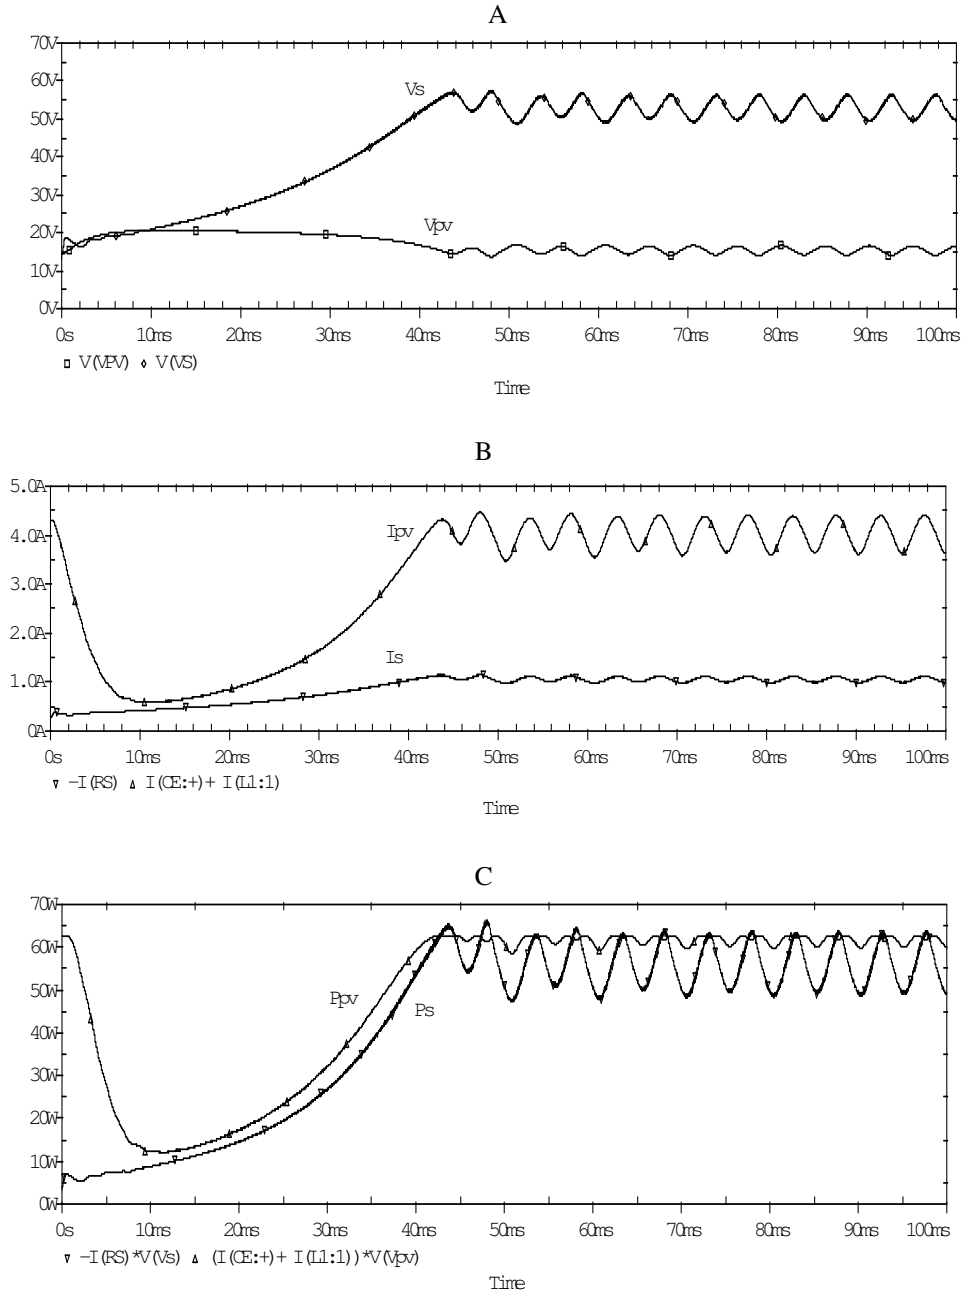 A
70V
60V
Vs
50V
40V
30V
Vpv
20V
10V
0V
0s 10ms 20ms 30ms 40ms 50ms 60ms 70ms 80ms 90ms 100ms
V(VPV) V(VS)
Time
B
5.0A
Ipv
4.0A
3.0A
2.0A
Is
1.0A
0A
0s 10ms 20ms 30ms 40ms 50ms 60ms 70ms 80ms 90ms 100ms
-I(RS) I(CE:+)+ I(L1:1)
Time
C
70W
60W
Ppv
50W
Ps
40W
30W
20W
10W
0W
0s 10ms 20ms 30ms 40ms 50ms 60ms 70ms 80ms 90ms 100ms
-I(RS)*V(Vs) (I(CE:+)+ I(L1:1))*V(Vpv)
Time